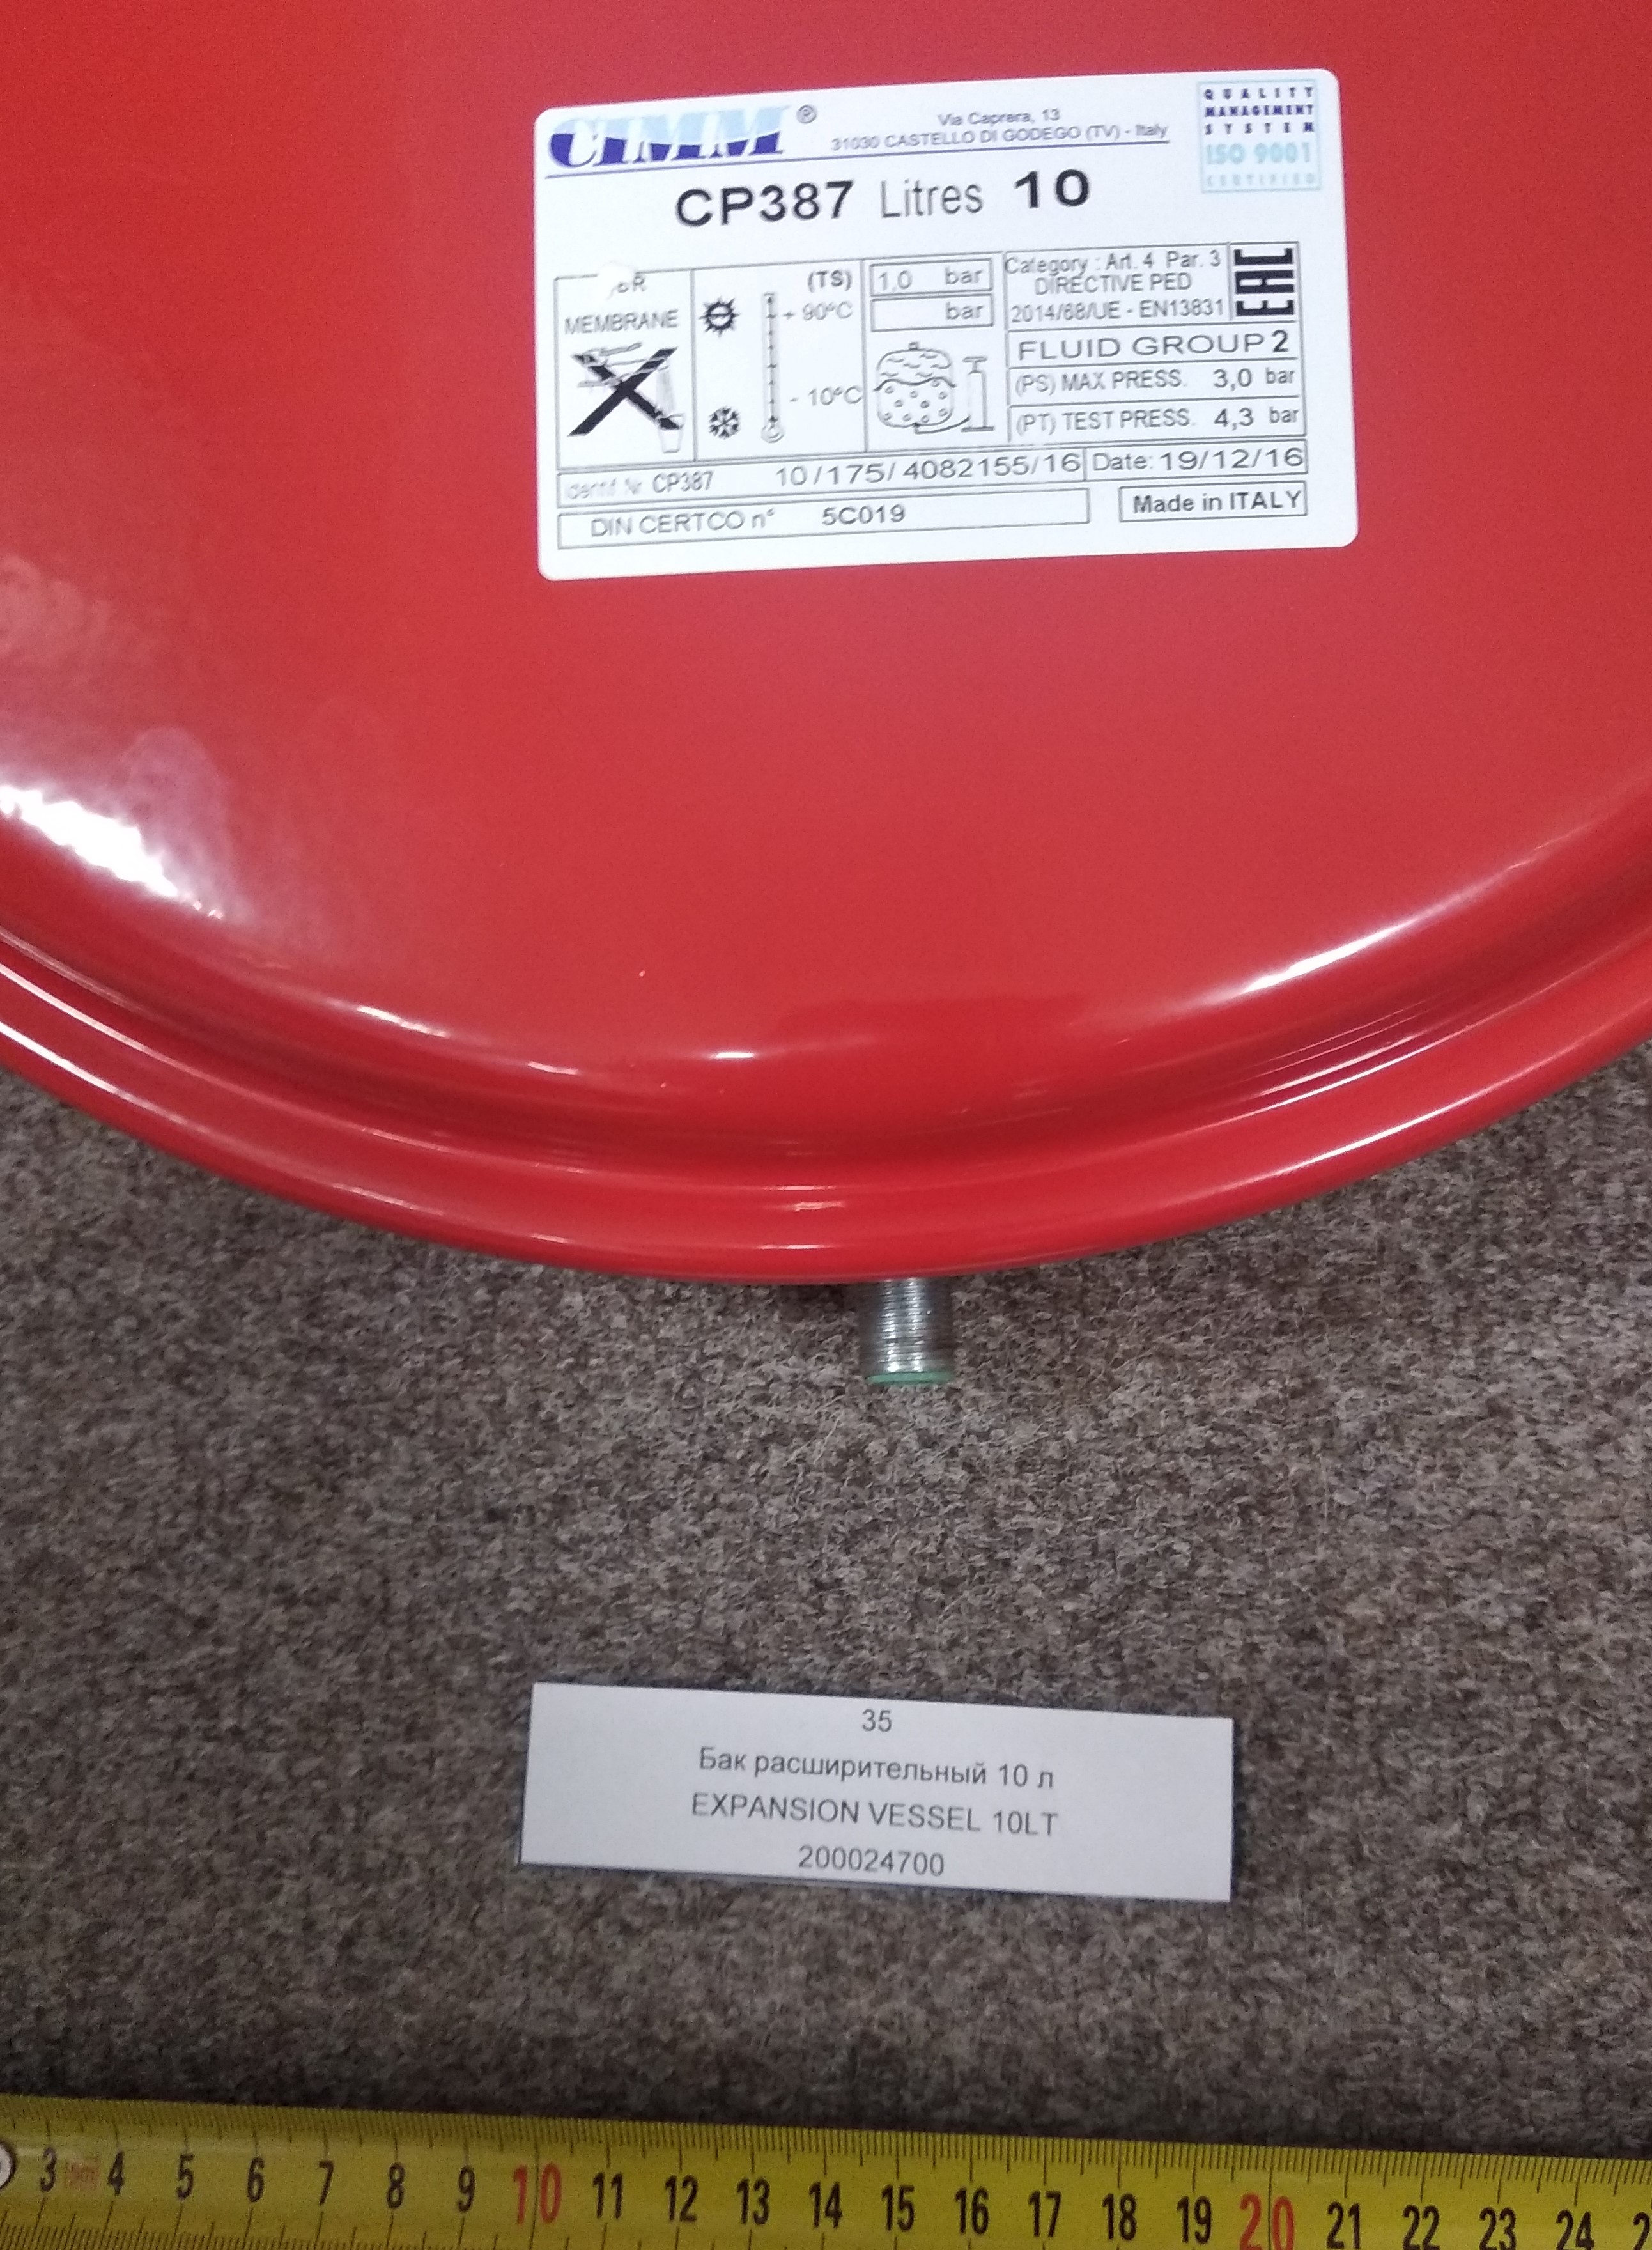 CIMM ®
Via Caprera, 13
31030 CASTELLO DI GODEGO (TV) - Italy
QUALITY
MANAGEMENT
SYSTEM
ISO 9001
CERTIFIED
CP387 Litres 10
MEMBRANE
(TS)
+ 90°C
- 10°C
1,0 bar
bar
Category : Art. 4 Par. 3
DIRECTIVE PED
2014/68/UE - EN13831
EAC
FLUID GROUP 2
(PS) MAX PRESS. 3,0 bar
(PT) TEST PRESS. 4,3 bar
Identif. Nr. CP387 10/175/4082155/16 Date: 19/12/16
DIN CERTCO n° 5C019
Made in ITALY
35
Бак расширительный 10 л
EXPANSION VESSEL 10LT
200024700
3 4 5 6 7 8 9 10 11 12 13 14 15 16 17 18 19 20 21 22 23 24